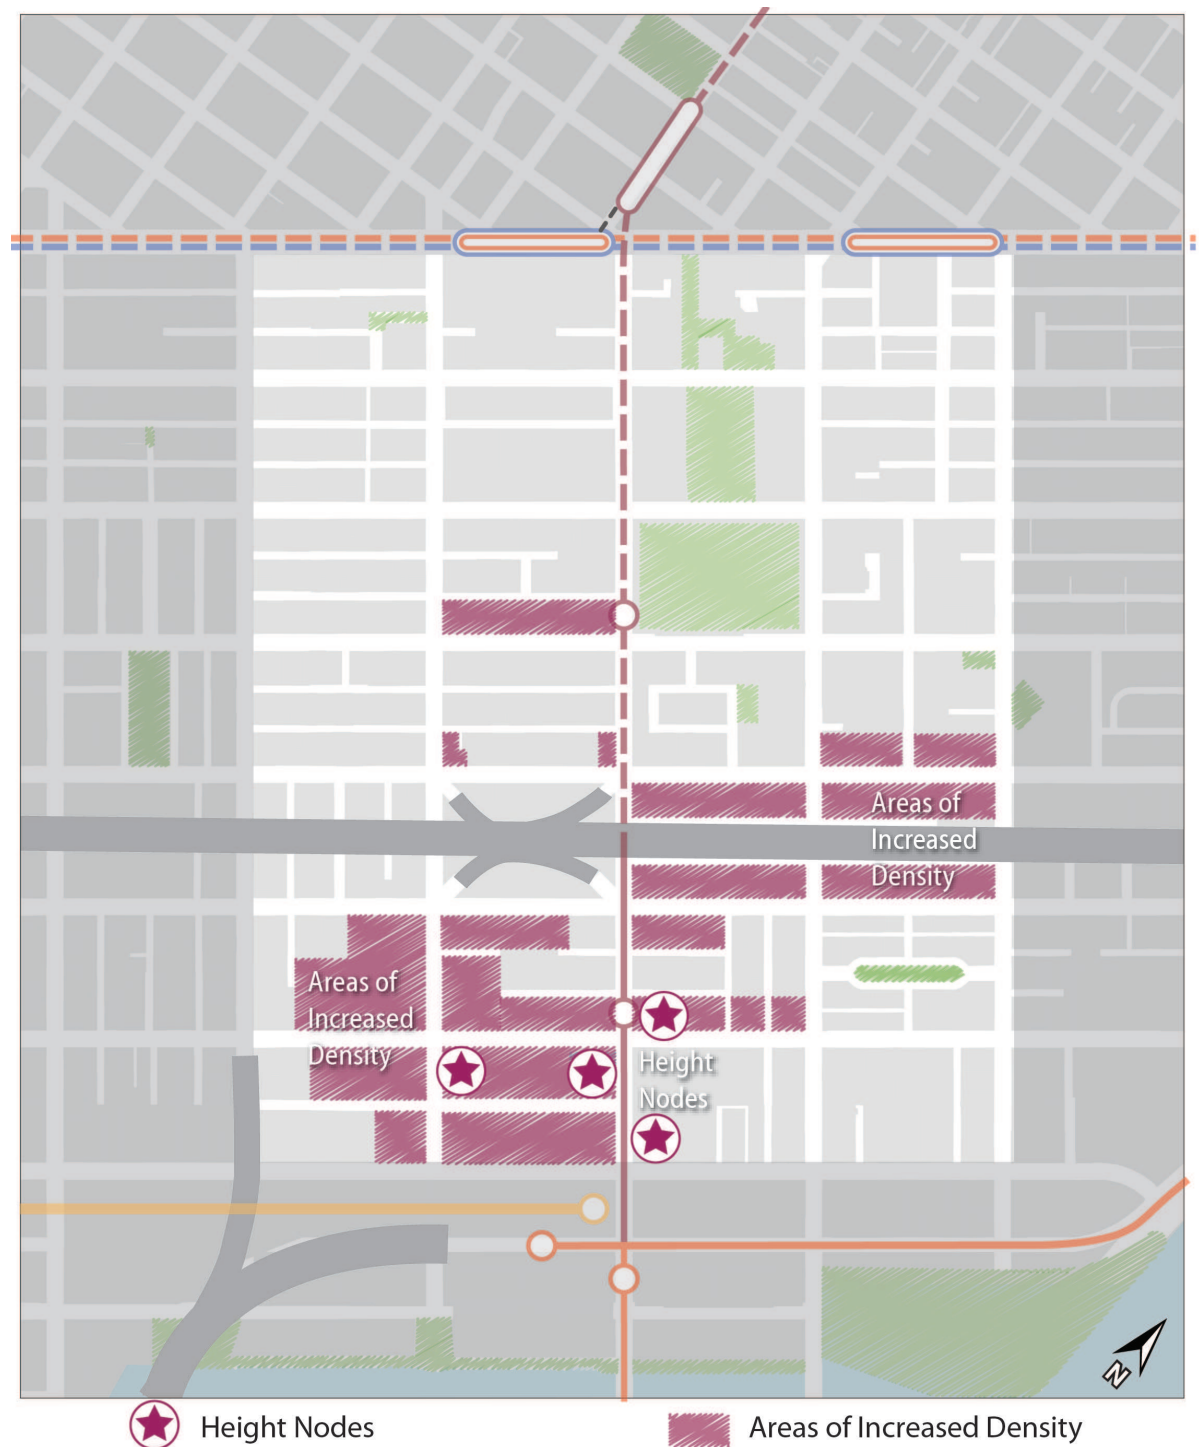 Areas of
Increased
Density
Areas of
Increased
Density
Height
Nodes
N
Height Nodes
Areas of Increased Density